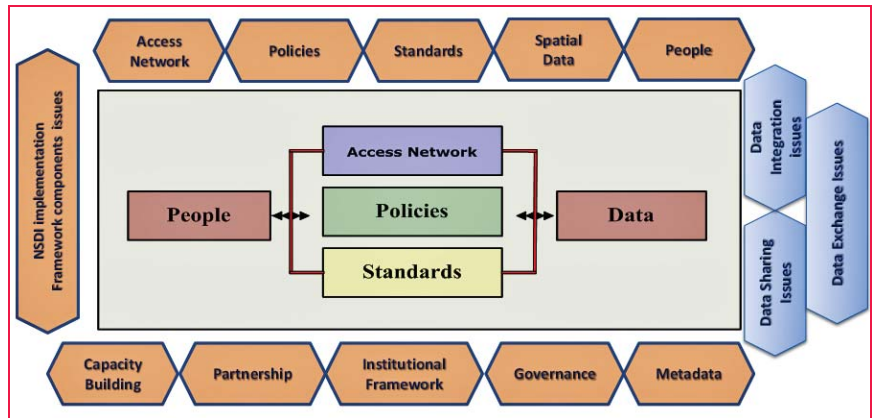 Access
Network
Policies
Standards
Spatial
Data
People
NSDI implementation
Framework components issues
Access Network
People
Policies
Data
Standards
Data
Integration
issues
Data Sharing
Issues
Data Exchange Issues
Capacity
Building
Partnership
Institutional
Framework
Governance
Metadata